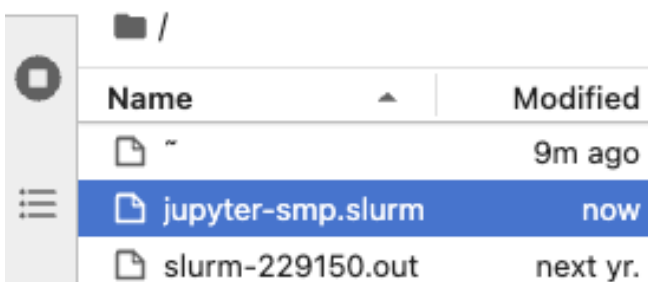 /
Name Modified
~ 9m ago
jupyter-smp.slurm now
slurm-229150.out next yr.